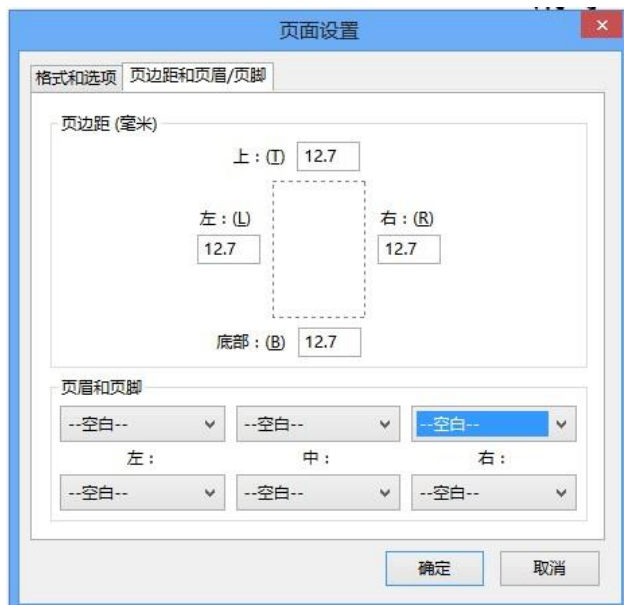 页面设置
格式和选项 页边距和页眉/页脚
页边距 (毫米)
上：(T) 12.7
左：(L) 右：(R)
12.7 12.7
底部：(B) 12.7
页眉和页脚
--空白-- --空白-- --空白--
左： 中： 右：
--空白-- --空白-- --空白--
确定 取消